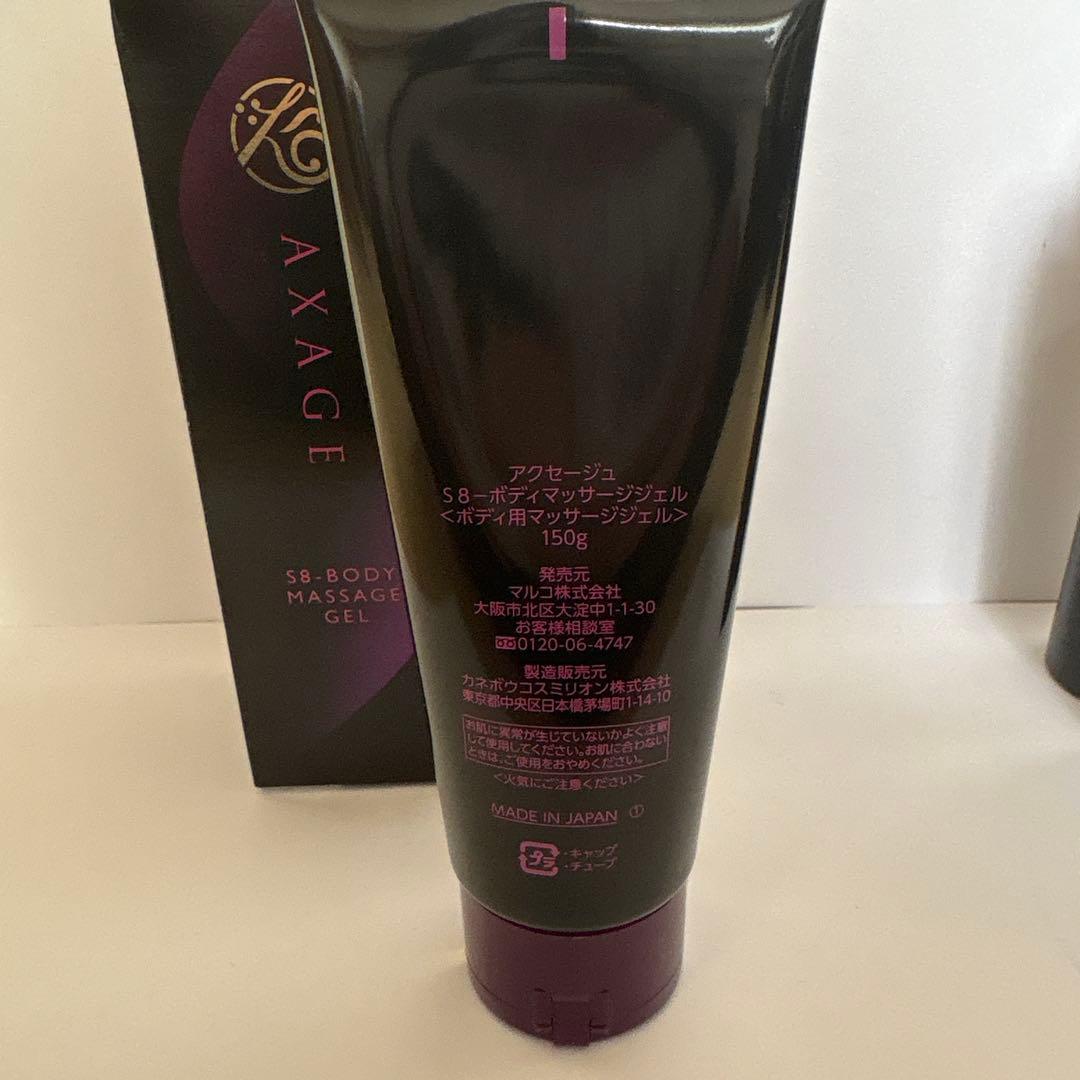 AXAGE
S8-BODY
MASSAGE
GEL
アクセージュ
S8-ボディマッサージジェル
<ボディ用マッサージジェル>
150g
発売元
マルコ株式会社
大阪市北区大淀中1-1-30
お客様相談室
0120-06-4747
製造販売元
カネボウコスミリオン株式会社
東京都中央区日本橋茅場町1-14-10
お肌に異常が生じていないかよく注意
して使用してください。お肌に合わない
ときは、ご使用をおやめください。
<火気にご注意ください>
MADE IN JAPAN ①
プラ ・キャップ
・チューブ